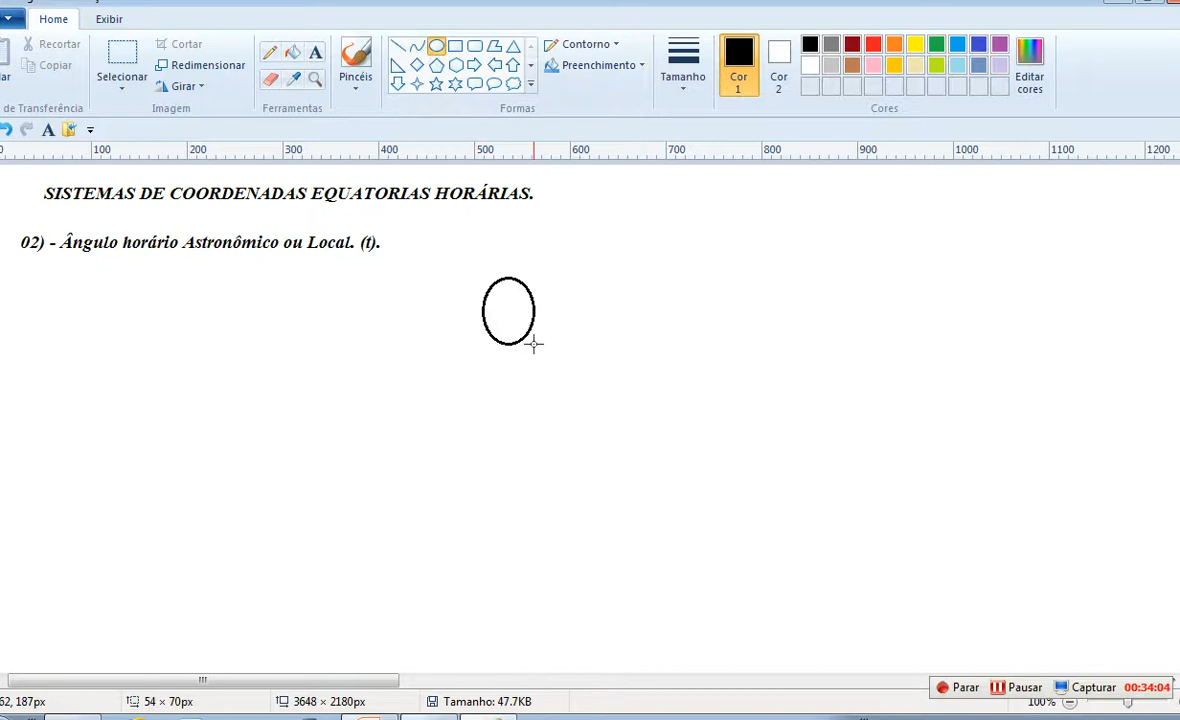 Home Exibir
Recortar
Copiar
de Transferência
Selecionar
Cortar
Redimensionar
Girar
Imagem
A
Ferramentas
Pincéis
Formas
Contorno
Preenchimento
Tamanho
Cor 1
Cor 2
Editar cores
Cores
A
100 200 300 400 500 600 700 800 900 1000 1100 1200
SISTEMAS DE COORDENADAS EQUATORIAS HORÁRIAS.
02) - Ângulo horário Astronômico ou Local. (t).
Parar Pausar Capturar 00:34:04
62, 187px 54 × 70px 3648 × 2180px Tamanho: 47.7KB 100%